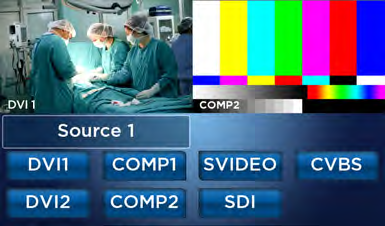 DVI 1
COMP2
Source 1
DVI1 COMP1 SVIDEO CVBS
DVI2 COMP2 SDI